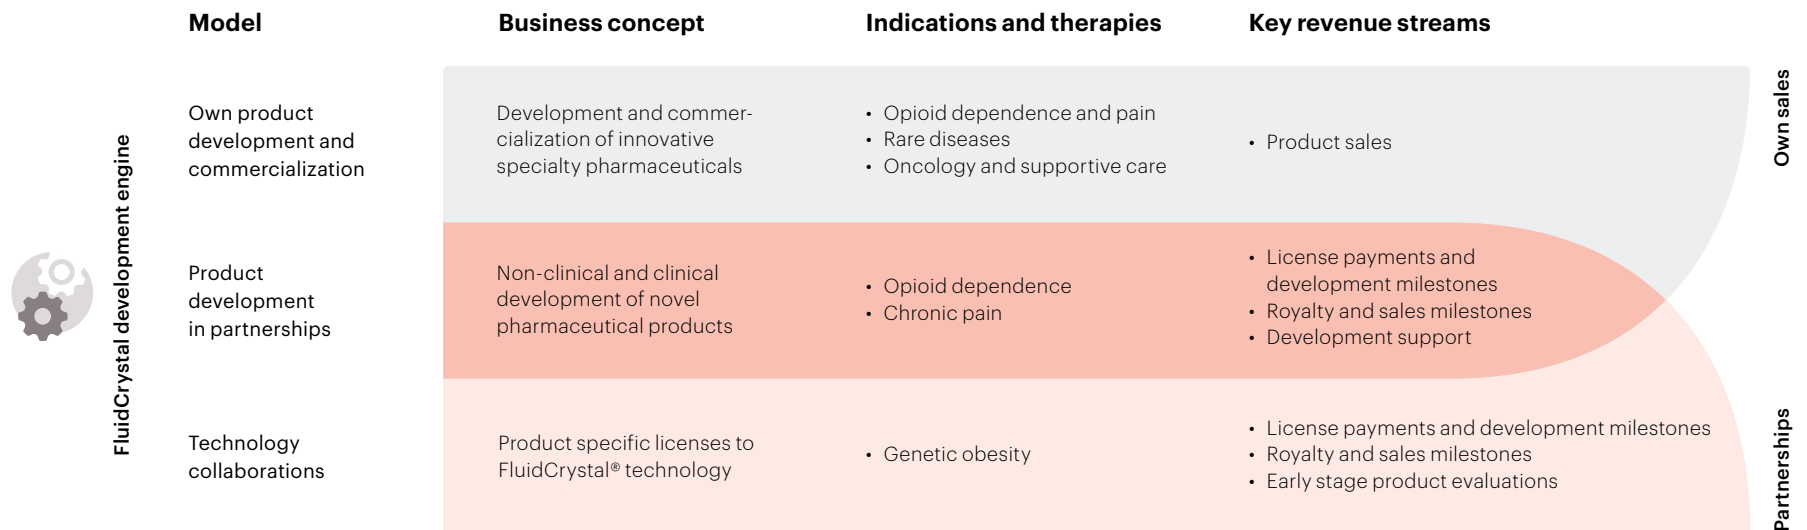 Model
Business concept
Indications and therapies
Key revenue streams
FluidCrystal development engine
Own product
development and
commercialization
Development and commer-
cialization of innovative
specialty pharmaceuticals
• Opioid dependence and pain
• Rare diseases
• Oncology and supportive care
• Product sales
Own sales
Product
development
in partnerships
Non-clinical and clinical
development of novel
pharmaceutical products
• Opioid dependence
• Chronic pain
• License payments and
development milestones
• Royalty and sales milestones
• Development support
Technology
collaborations
Product specific licenses to
FluidCrystal® technology
• Genetic obesity
• License payments and development milestones
• Royalty and sales milestones
• Early stage product evaluations
Partnerships